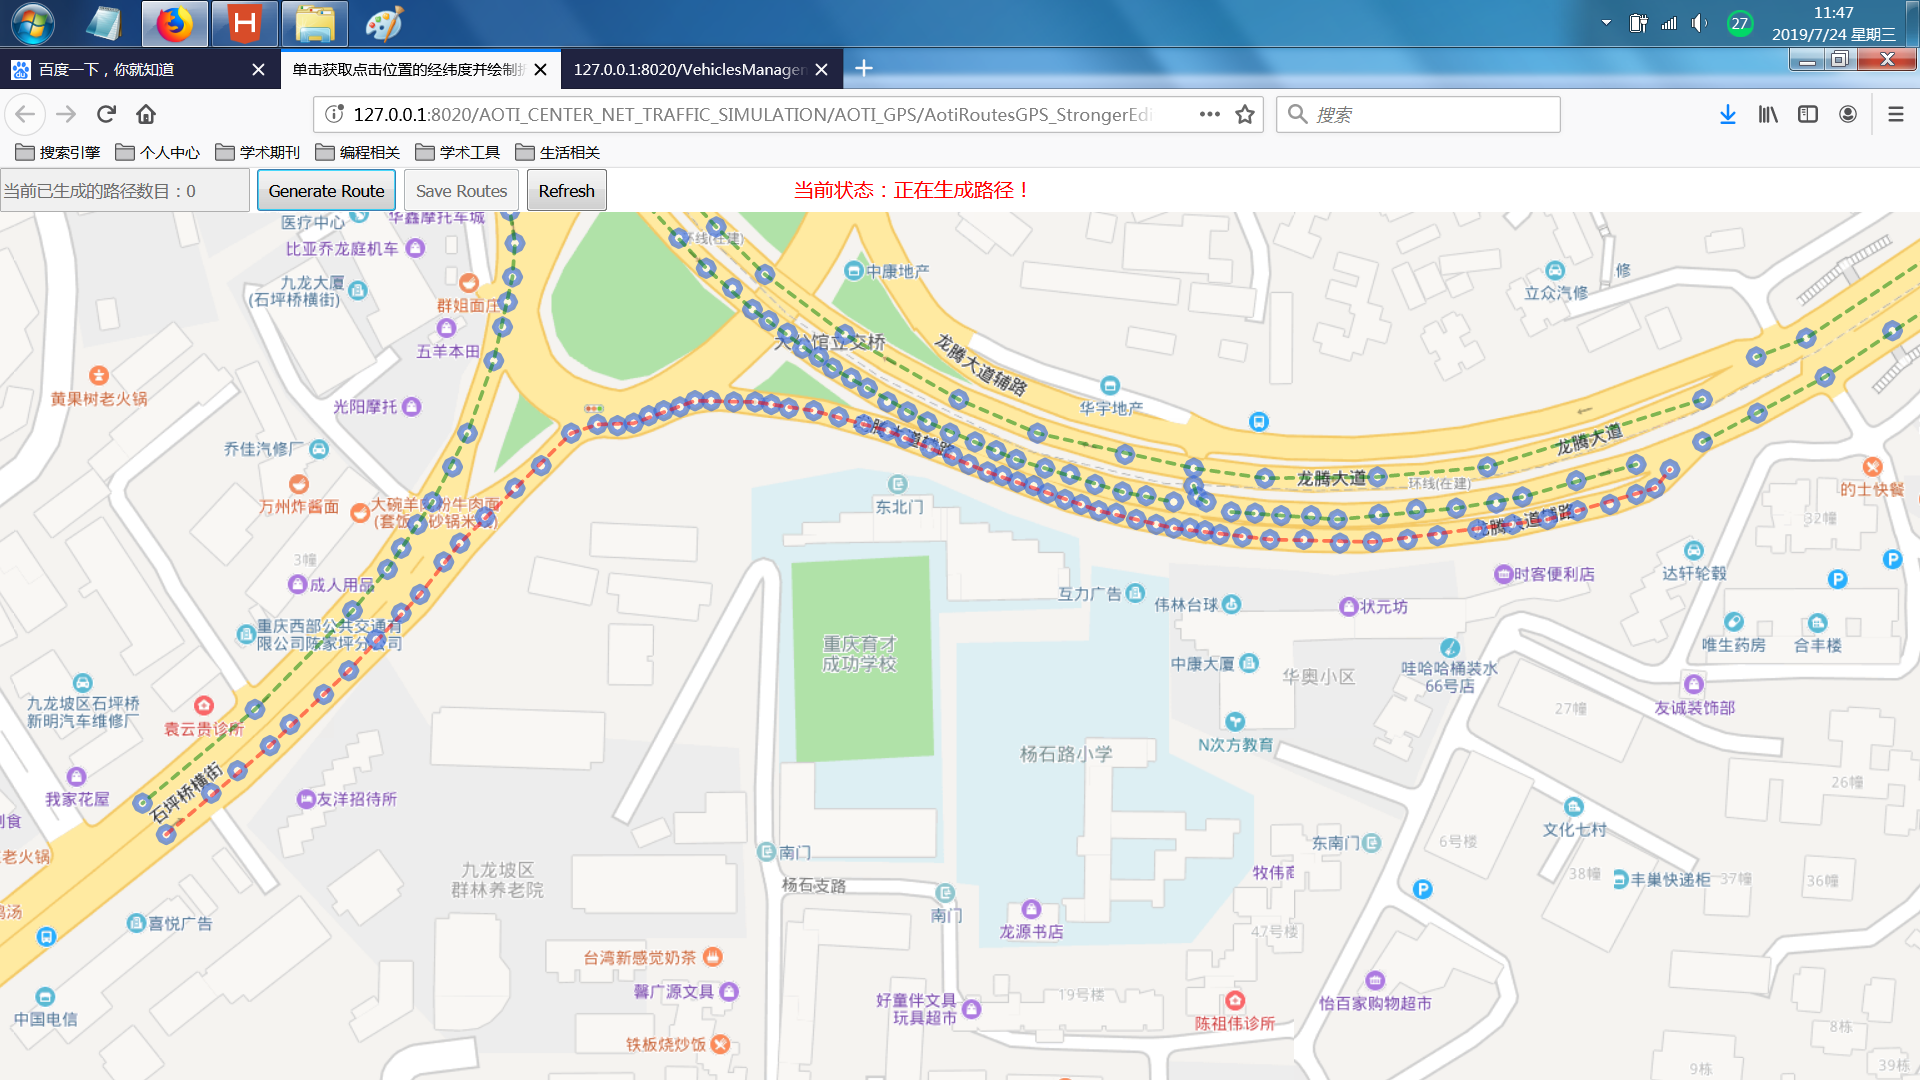 11:47
27
2019/7/24 星期三
百度一下，你就知道
单击获取点击位置的经纬度并绘制折
127.0.0.1:8020/VehiclesManager
127.0.0.1:8020/AOTI_CENTER_NET_TRAFFIC_SIMULATION/AOTI_GPS/AotiRoutesGPS_StrongerEdi
搜索
搜索引擎
个人中心
学术期刊
编程相关
学术工具
生活相关
当前已生成的路径数目：0
Generate Route
Save Routes
Refresh
当前状态：正在生成路径！
医疗中心
华鑫摩托车城
比亚乔龙庭机车
环线(在建)
中康地产
修
九龙大厦
(石坪桥横街)
群姐面庄
立众汽修
五羊本田
龙腾大道辅路
黄果树老火锅
光阳摩托
华宇地产
乔佳汽修厂
龙腾大道
龙腾大道
环线(在建)
万州炸酱面
东北门
的士快餐
32幢
龙腾大道辅路
3幢
成人用品
互力广告
伟林台球
时客便利店
状元坊
达轩轮毂
P
P
重庆西部公共交通有
限公司陈家坪分公司
重庆育才
成功学校
中康大厦
华奥小区
哇哈哈桶装水
66号店
唯生药房
合丰楼
九龙坡区石坪桥
新明汽车维修厂
袁云贵诊所
友诚装饰部
27幢
N次方教育
杨石路小学
石坪桥横街
我家花屋
友洋招待所
26幢
文化七村
6号楼
东南门
老火锅
南门
九龙坡区
群林养老院
杨石支路
牧伟商
38幢
丰巢快递柜
37幢
36幢
P
南门
喜悦广告
龙源书店
47号楼
台湾新感觉奶茶
馨广源文具
好童伴文具
玩具超市
19号楼
怡百家购物超市
陈祖伟诊所
中国电信
铁板烧炒饭
8栋
9栋
39栋